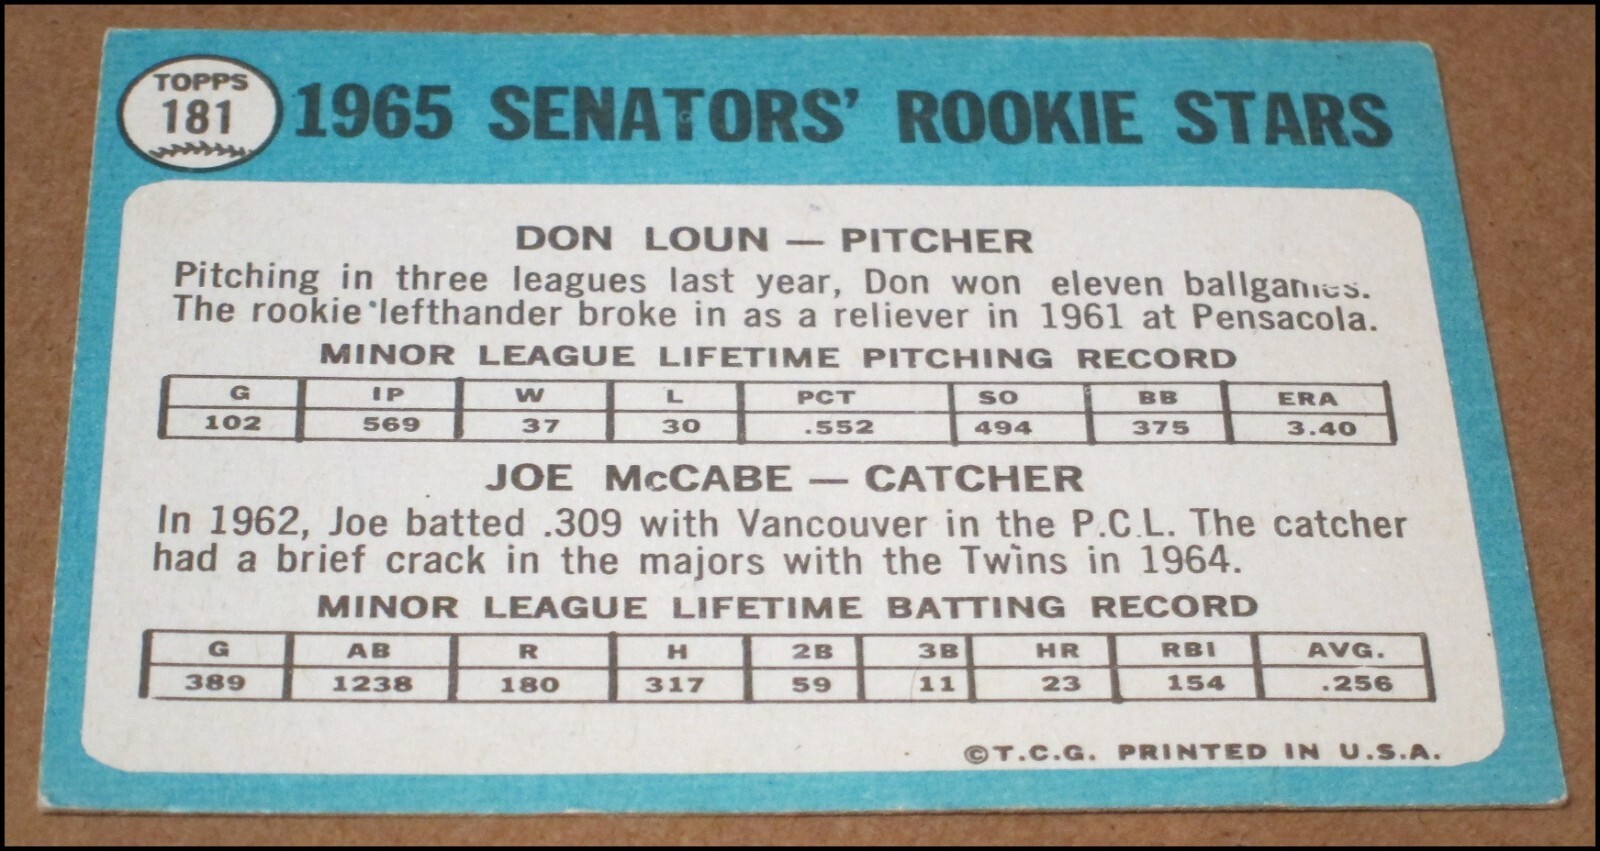 TOPPS
181
1965 SENATORS' ROOKIE STARS
DON LOUN — PITCHER
Pitching in three leagues last year, Don won eleven ballgames.
The rookie lefthander broke in as a reliever in 1961 at Pensacola.
MINOR LEAGUE LIFETIME PITCHING RECORD
G IP W L PCT SO BB ERA
102 569 37 30 .552 494 375 3.40
JOE McCABE — CATCHER
In 1962, Joe batted .309 with Vancouver in the P.C.L. The catcher
had a brief crack in the majors with the Twins in 1964.
MINOR LEAGUE LIFETIME BATTING RECORD
G AB R H 2B 3B HR RBI AVG.
389 1238 180 317 59 11 23 154 .256
©T.C.G. PRINTED IN U.S.A.